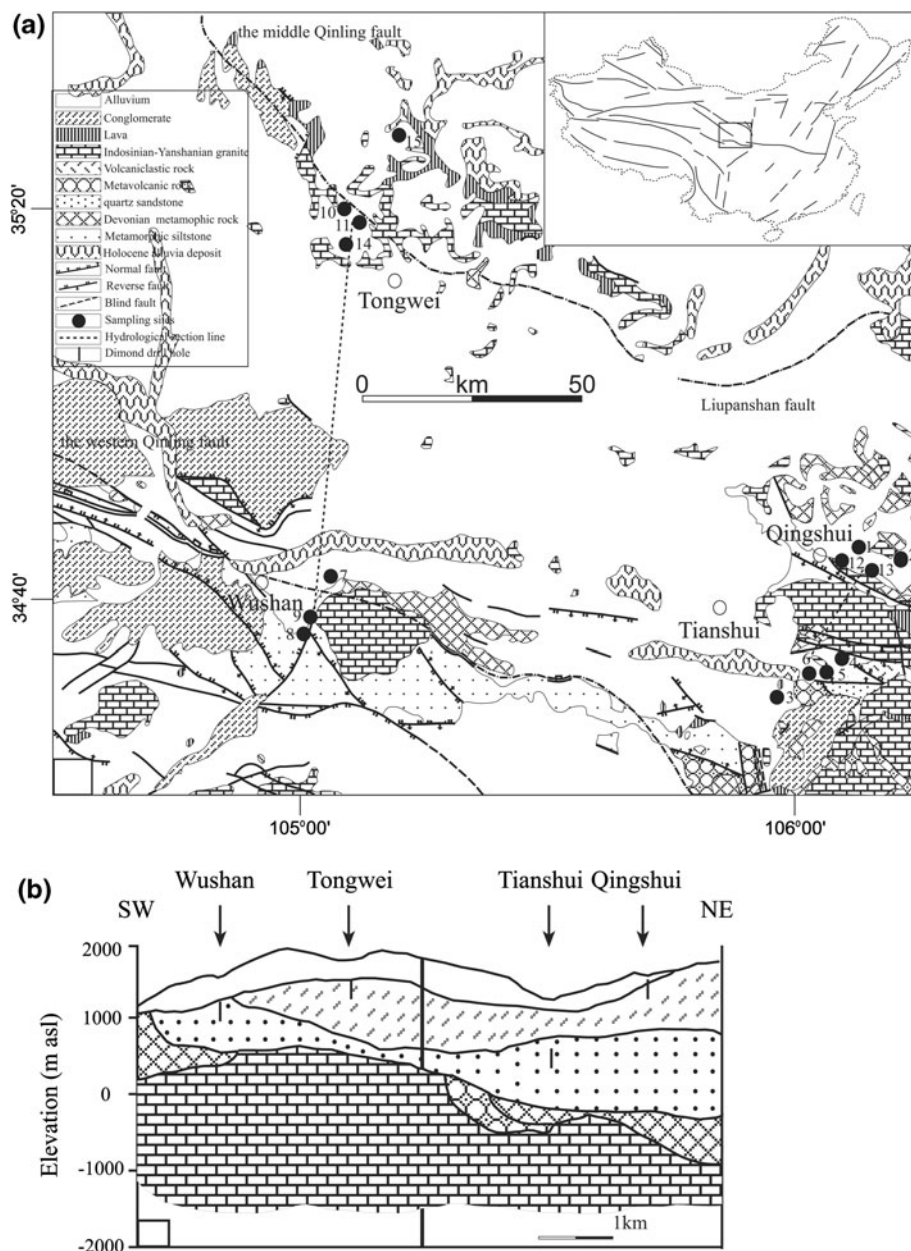 (a)
the middle Qinling fault
Alluvium
Conglomerate
Lava
Indosinian-Yanshanian granite
Volcaniclastic rock
Metavolcanic rock
quartz sandstone
Devonian metamophic rock
Metamorphic siltstone
Holocene alluvia deposit
Normal fault
Reverse fault
Blind fault
Sampling sites
Hydrological section line
Dimond drill hole
15
35°20'
10
11
14
Tongwei
0 km 50
Liupanshan fault
the western Qinling fault
Qingshui
1
12
13
34°40'
7
Wushan
9
8
Tianshui
6
5
3
105°00'
106°00'
(b)
Wushan Tongwei Tianshui Qingshui
SW NE
2000
1000
0
-1000
-2000
Elevation (m asl)
1km